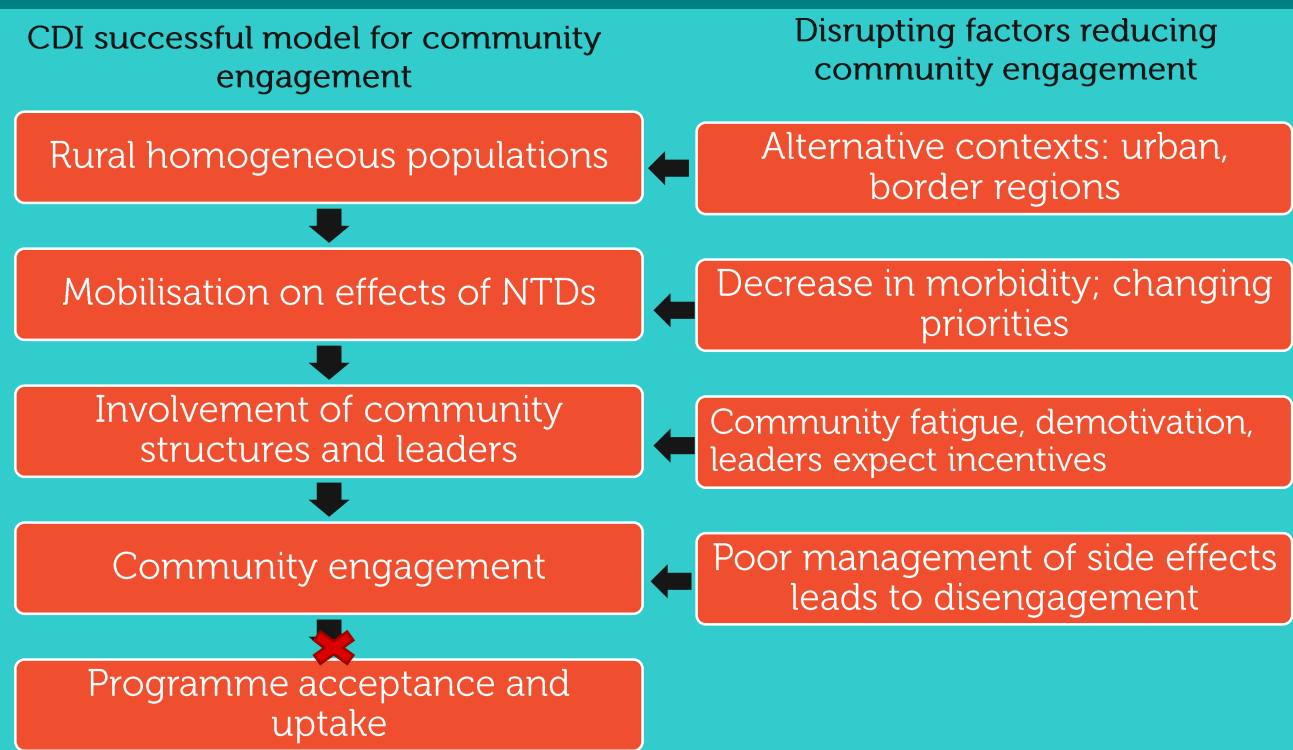 CDI successful model for community
engagement
Disrupting factors reducing
community engagement
Rural homogeneous populations
Alternative contexts: urban,
border regions
Mobilisation on effects of NTDs
Decrease in morbidity; changing
priorities
Involvement of community
structures and leaders
Community fatigue, demotivation,
leaders expect incentives
Community engagement
Poor management of side effects
leads to disengagement
Programme acceptance and
uptake